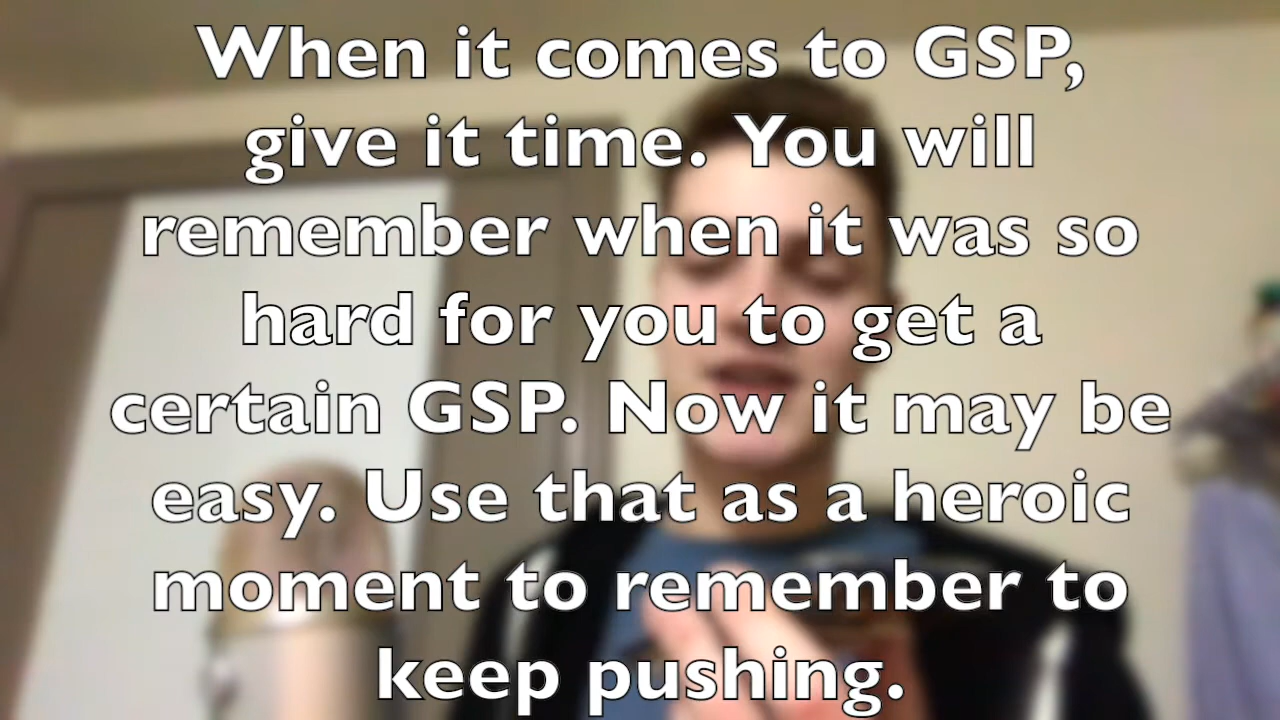 When it comes to GSP,
give it time. You will
remember when it was so
hard for you to get a
certain GSP. Now it may be
easy. Use that as a heroic
moment to remember to
keep pushing.